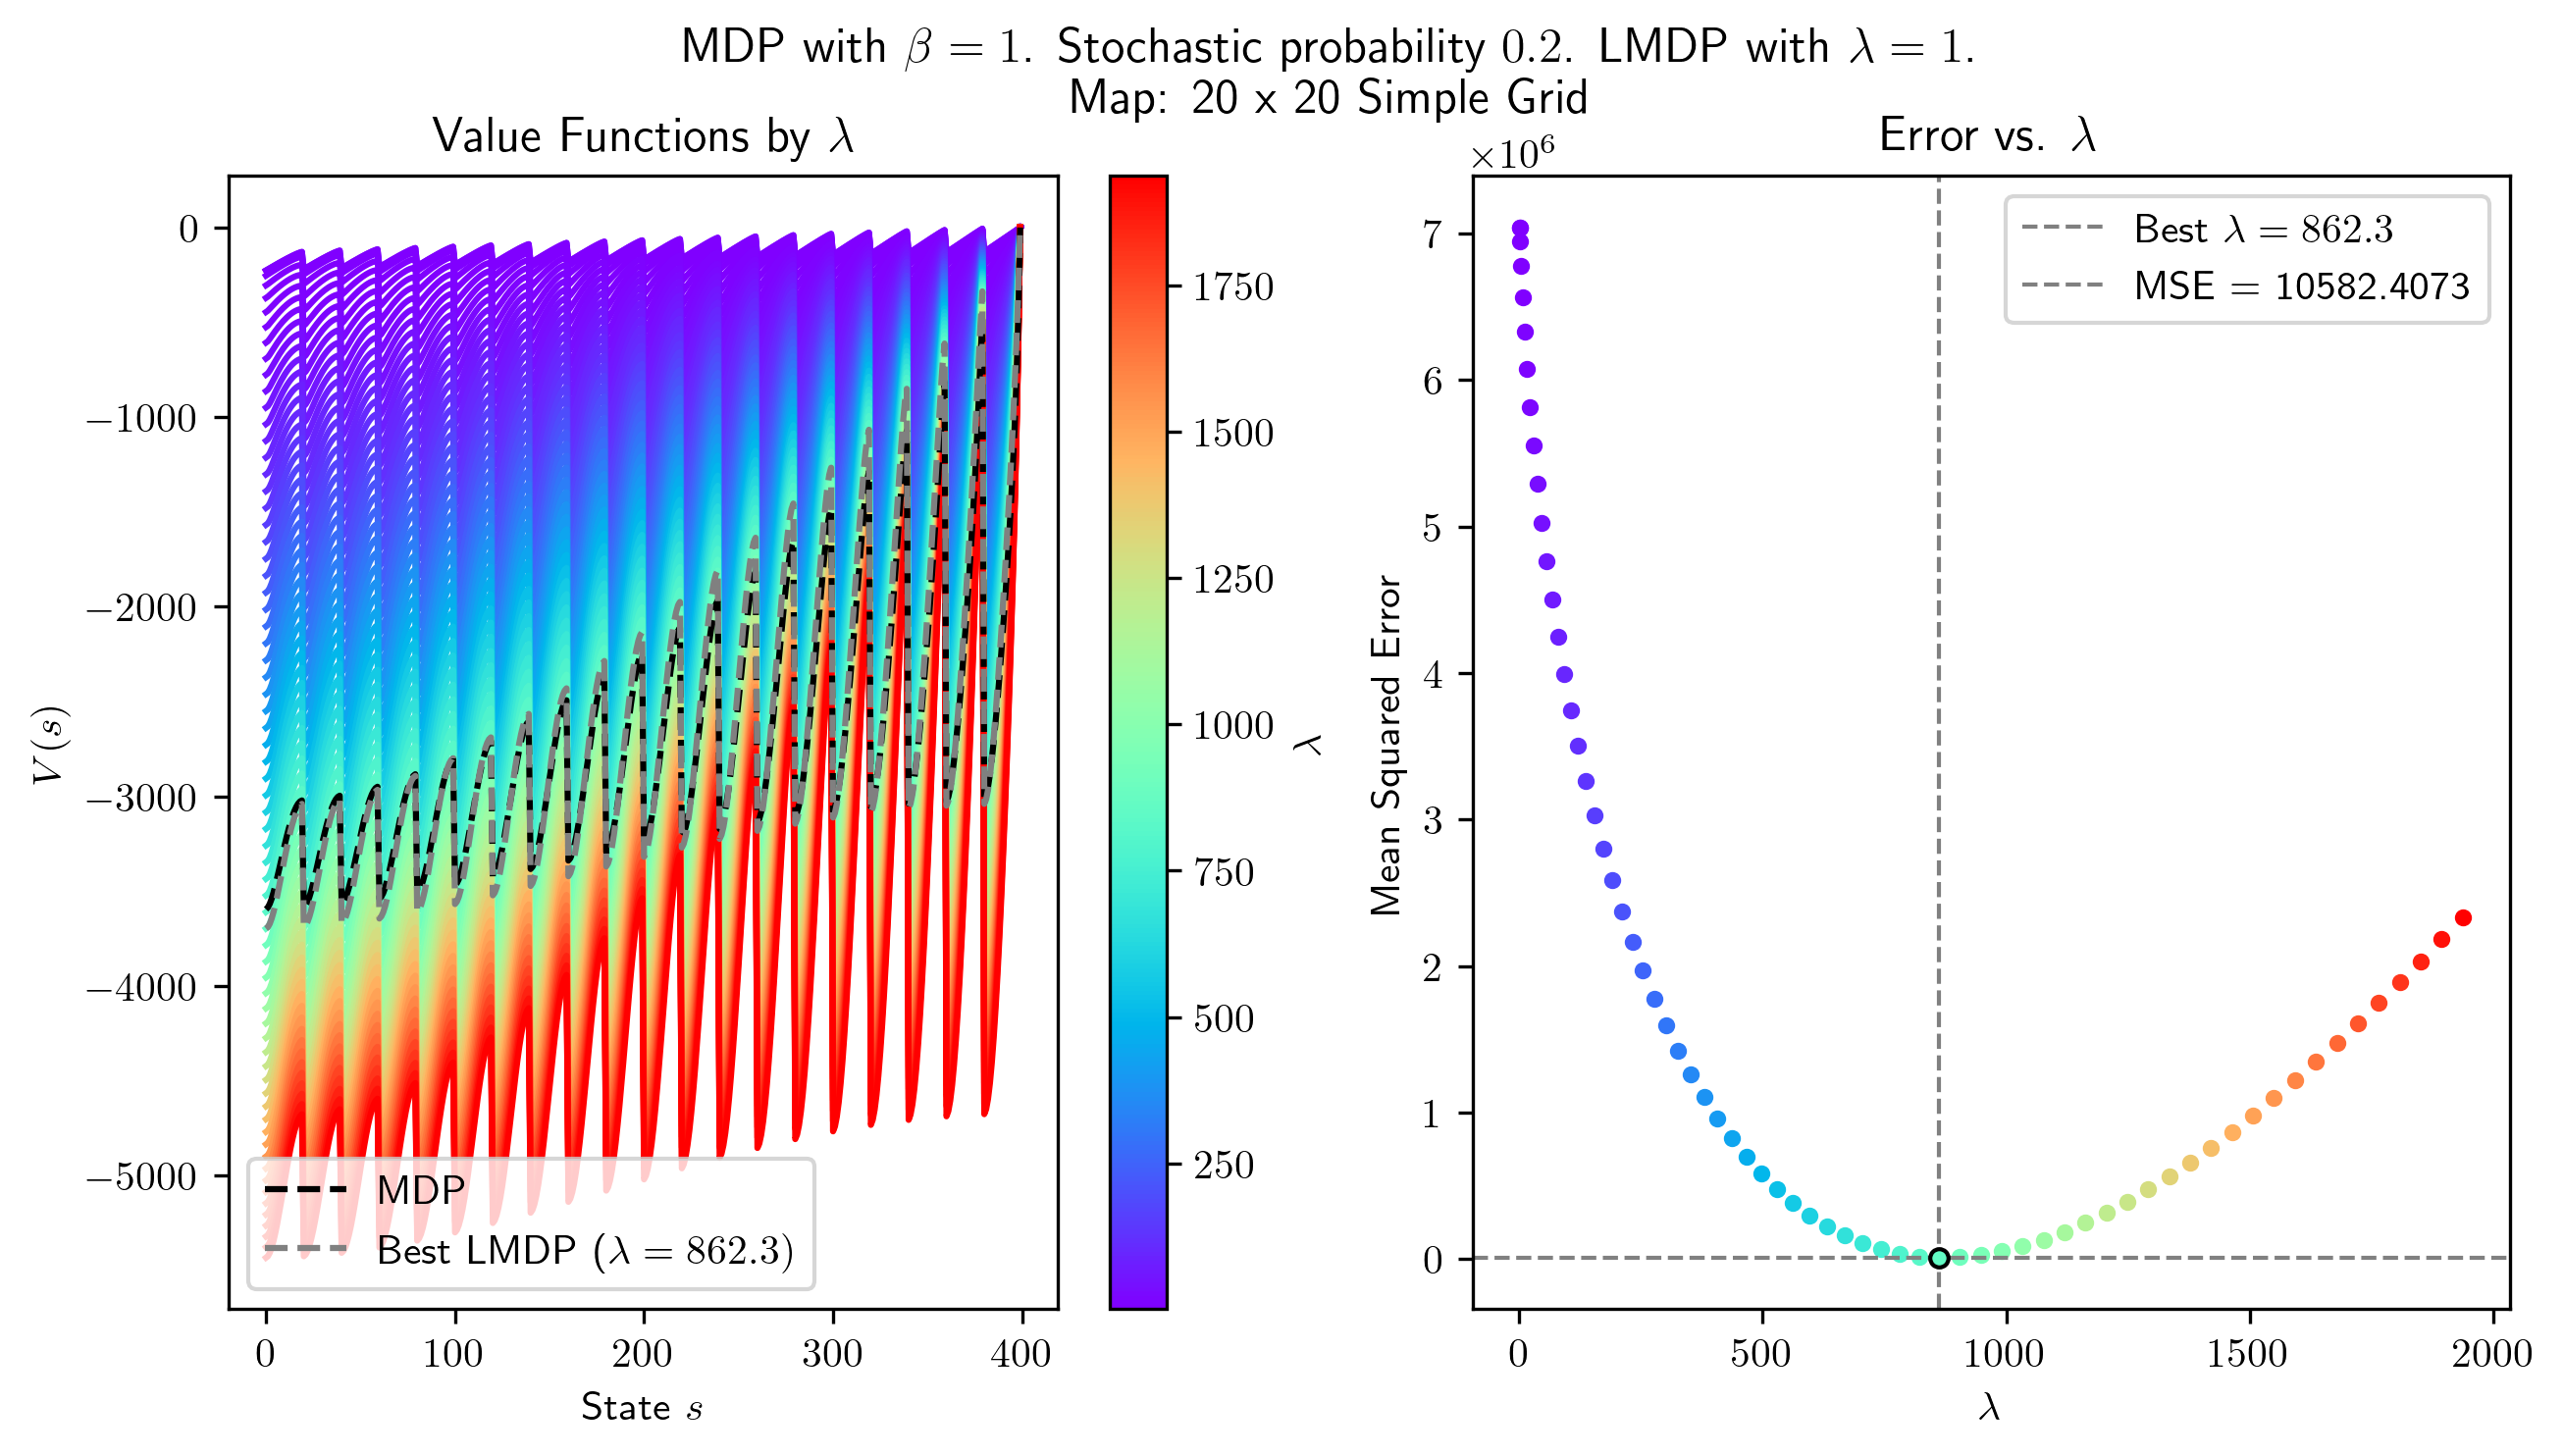 MDP with β = 1. Stochastic probability 0.2. LMDP with λ = 1.
Map: 20 x 20 Simple Grid
Value Functions by λ
0
−1000
−2000
−3000
−4000
−5000
V(s)
0
100
200
300
400
State s
MDP
Best LMDP (λ = 862.3)
1750
1500
1250
1000
750
500
250
λ
Error vs. λ
×10⁶
7
6
5
4
3
2
1
0
Mean Squared Error
0
500
1000
1500
2000
λ
Best λ = 862.3
MSE = 10582.4073